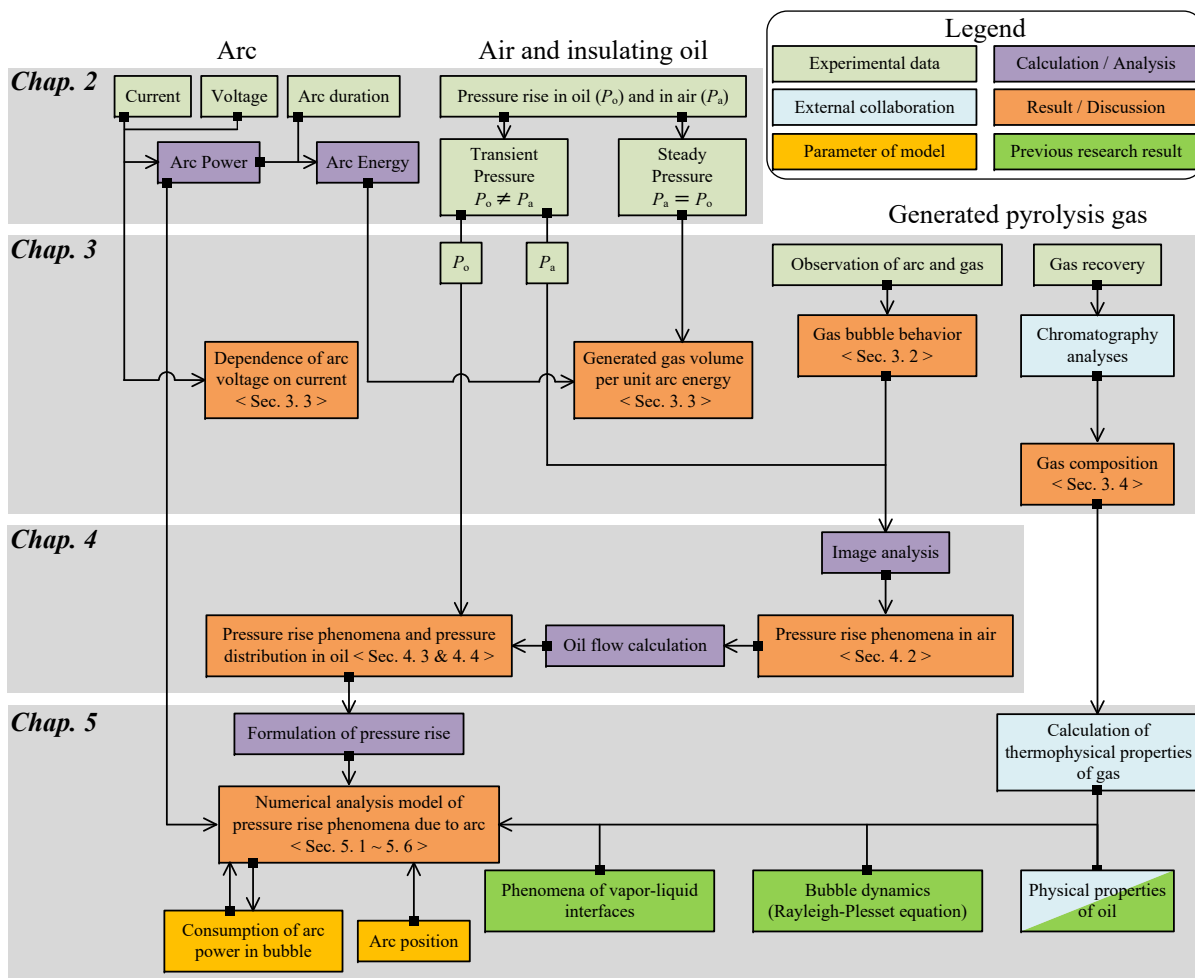 Arc
Air and insulating oil
Legend
Experimental data
Calculation / Analysis
External collaboration
Result / Discussion
Parameter of model
Previous research result
Chap. 2
Current
Voltage
Arc duration
Arc Power
Arc Energy
Pressure rise in oil (Po) and in air (Pa)
Transient
Pressure
Po ≠ Pa
Steady
Pressure
Pa = Po
Generated pyrolysis gas
Chap. 3
Po
Pa
Observation of arc and gas
Gas recovery
Dependence of arc
voltage on current
< Sec. 3. 3 >
Generated gas volume
per unit arc energy
< Sec. 3. 3 >
Gas bubble behavior
< Sec. 3. 2 >
Chromatography
analyses
Gas composition
< Sec. 3. 4 >
Chap. 4
Image analysis
Pressure rise phenomena and pressure
distribution in oil < Sec. 4. 3 & 4. 4 >
Oil flow calculation
Pressure rise phenomena in air
< Sec. 4. 2 >
Chap. 5
Formulation of pressure rise
Calculation of
thermophysical properties
of gas
Numerical analysis model of
pressure rise phenomena due to arc
< Sec. 5. 1 ~ 5. 6 >
Consumption of arc
power in bubble
Arc position
Phenomena of vapor-liquid
interfaces
Bubble dynamics
(Rayleigh-Plesset equation)
Physical properties
of oil